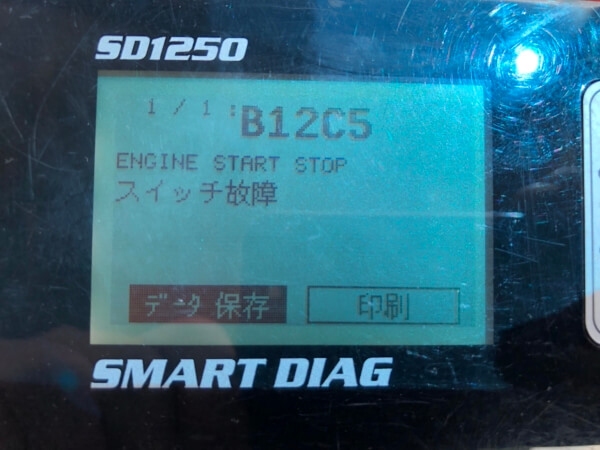 SD1250
1/1:B12C5
ENGINE START STOP
スイッチ故障
データ 保存 印刷
SMART DIAG